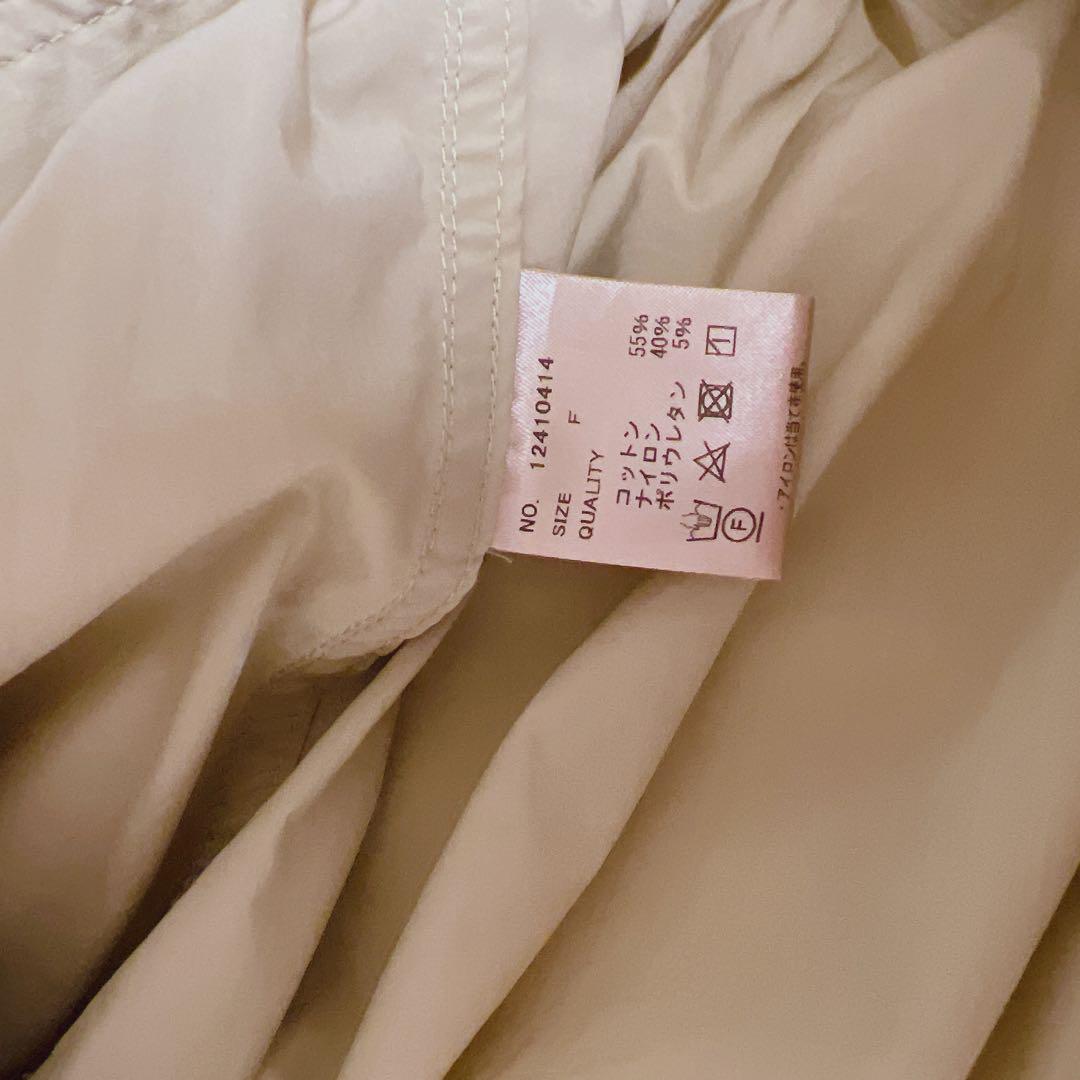 NO. 12410414
SIZE F
QUALITY
コットン 55%
ナイロン 40%
ポリウレタン 5%
F
・アイロンは当て布使用。